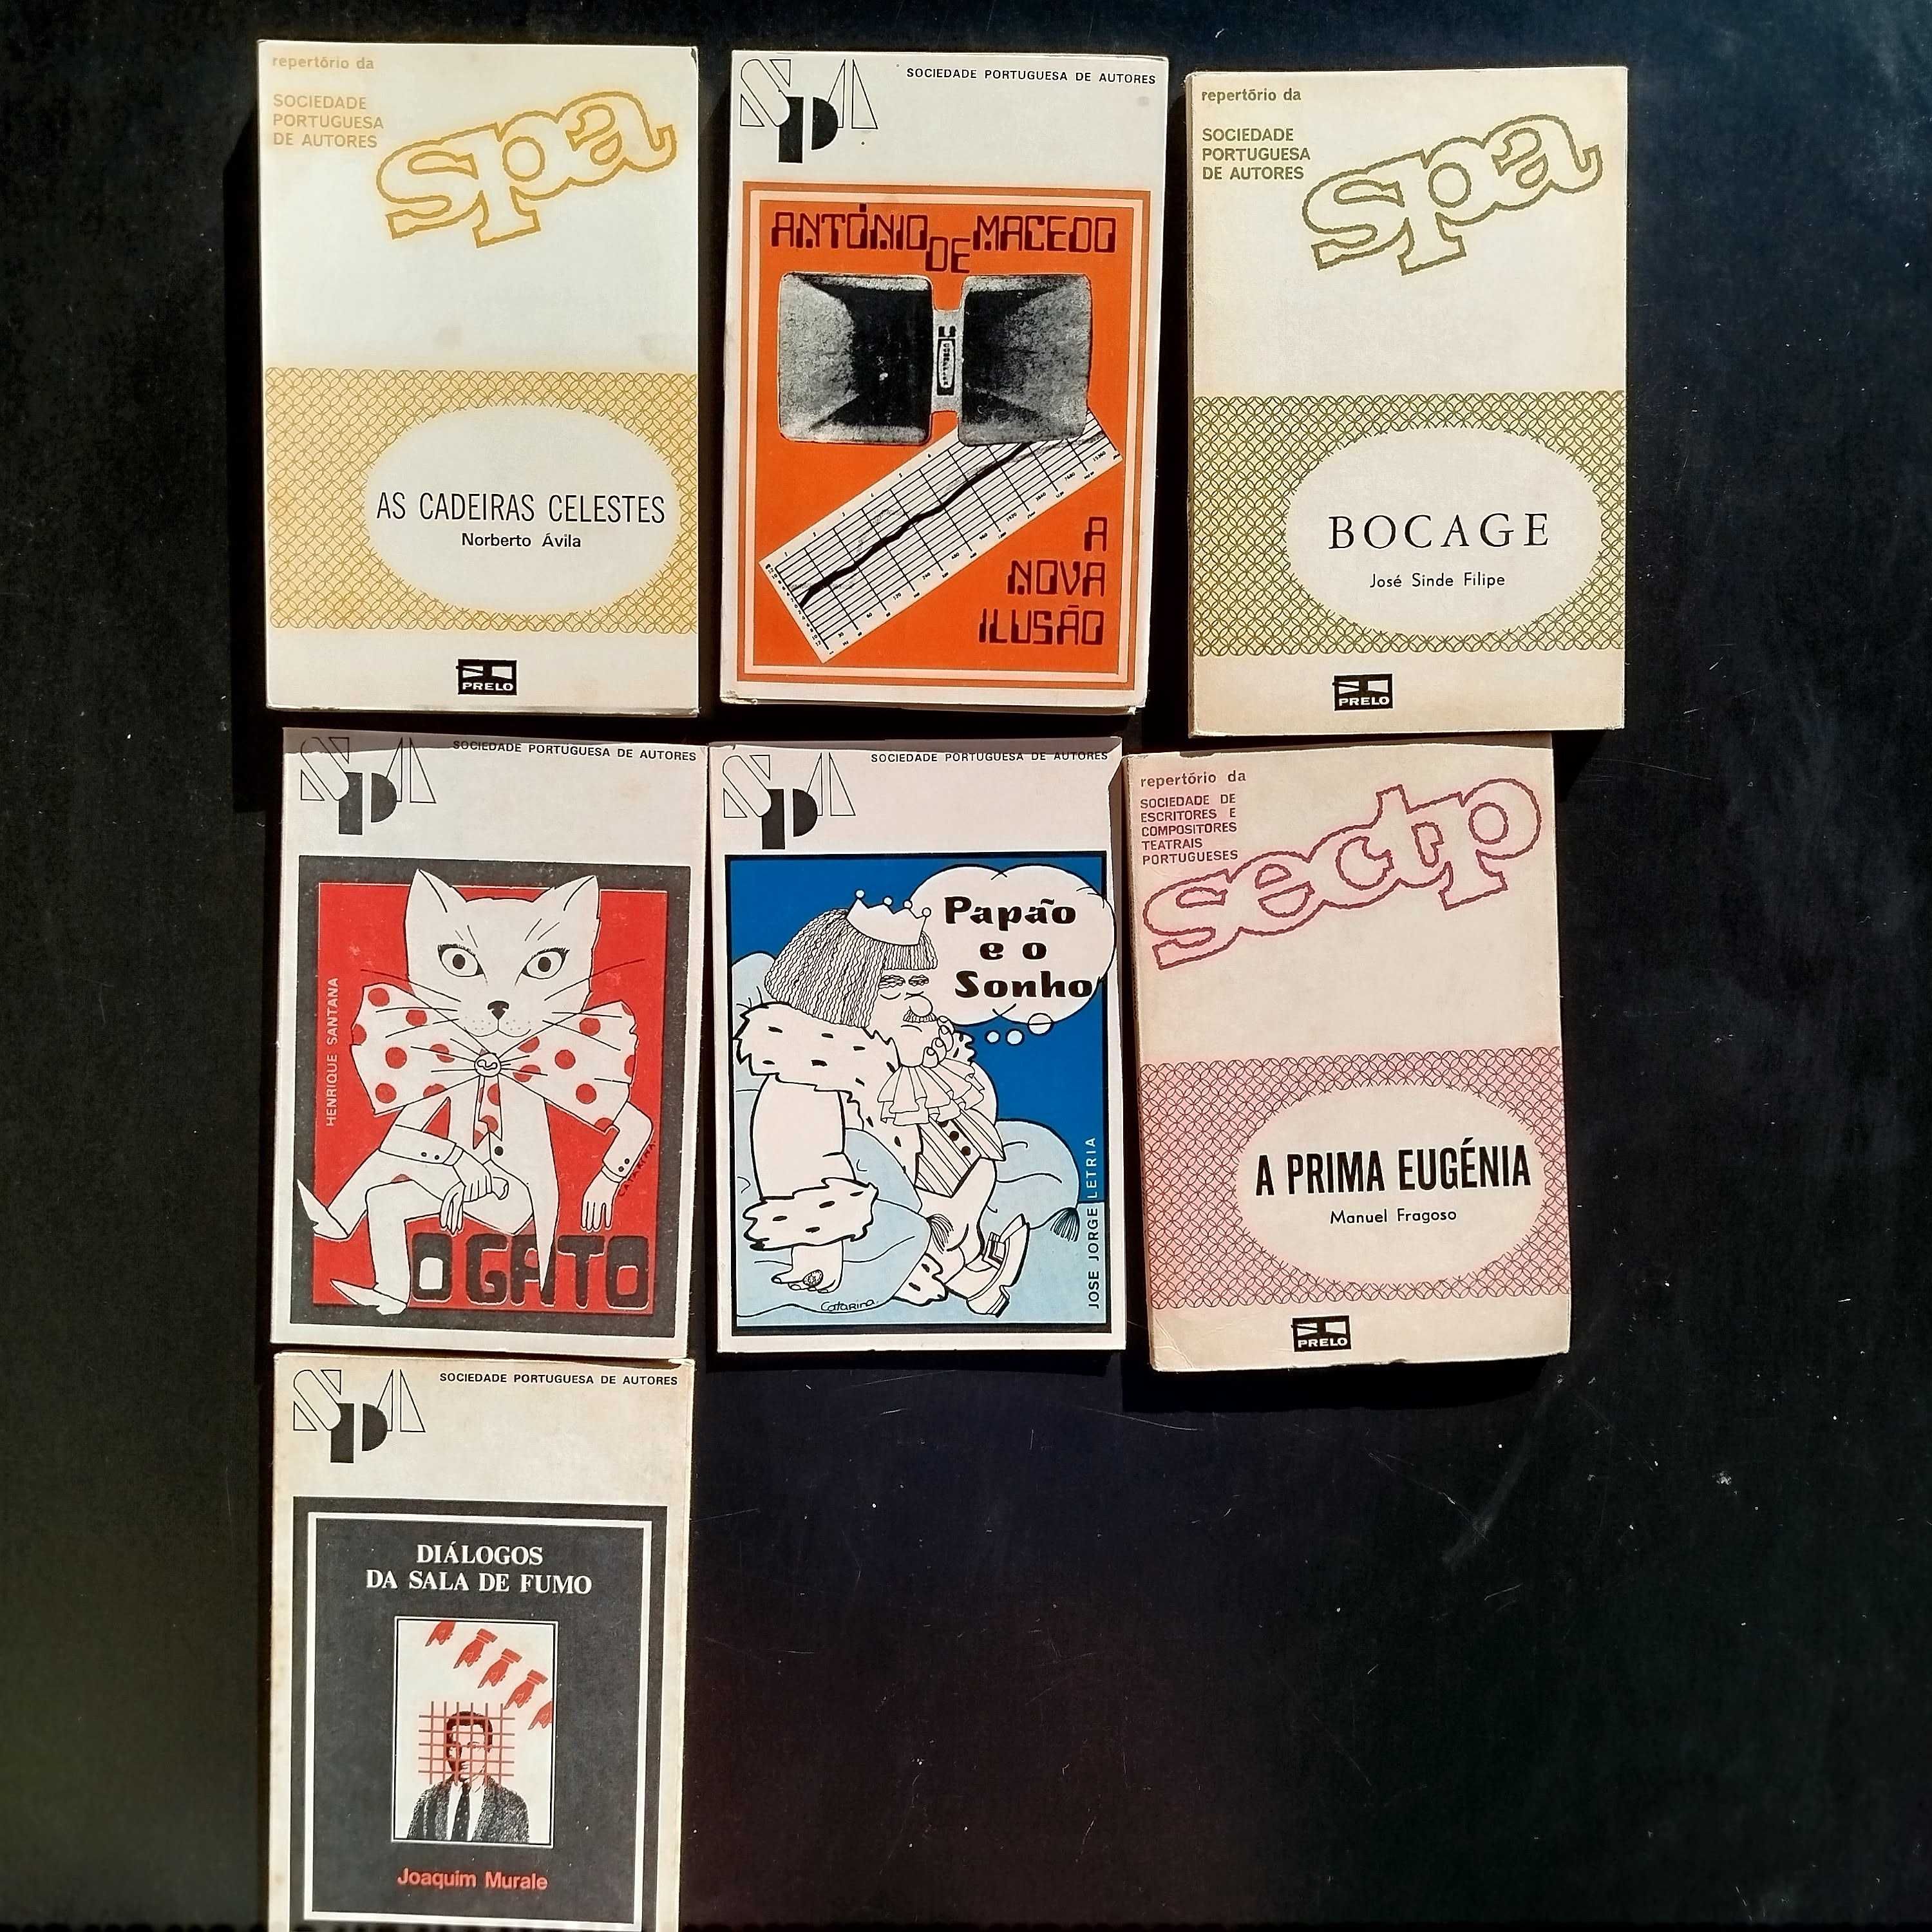 repertório da
SOCIEDADE
PORTUGUESA
DE AUTORES
spa
AS CADEIRAS CELESTES
Norberto Ávila
PRELO
SPA
SOCIEDADE PORTUGUESA DE AUTORES
ANTÓNIO DE MACEDO
A
NOVA
ILUSÃO
repertório da
SOCIEDADE
PORTUGUESA
DE AUTORES
spa
BOCAGE
José Sinde Filipe
PRELO
SPA
SOCIEDADE PORTUGUESA DE AUTORES
HENRIQUE SANTANA
CATARINA
O GATO
SPA
SOCIEDADE PORTUGUESA DE AUTORES
Papão
e o
Sonho
JOSE JORGE LETRIA
Catarina
repertório da
SOCIEDADE DE
ESCRITORES E
COMPOSITORES
TEATRAIS
PORTUGUESES
sectp
A PRIMA EUGÉNIA
Manuel Fragoso
PRELO
SPA
SOCIEDADE PORTUGUESA DE AUTORES
DIÁLOGOS
DA SALA DE FUMO
Joaquim Murale